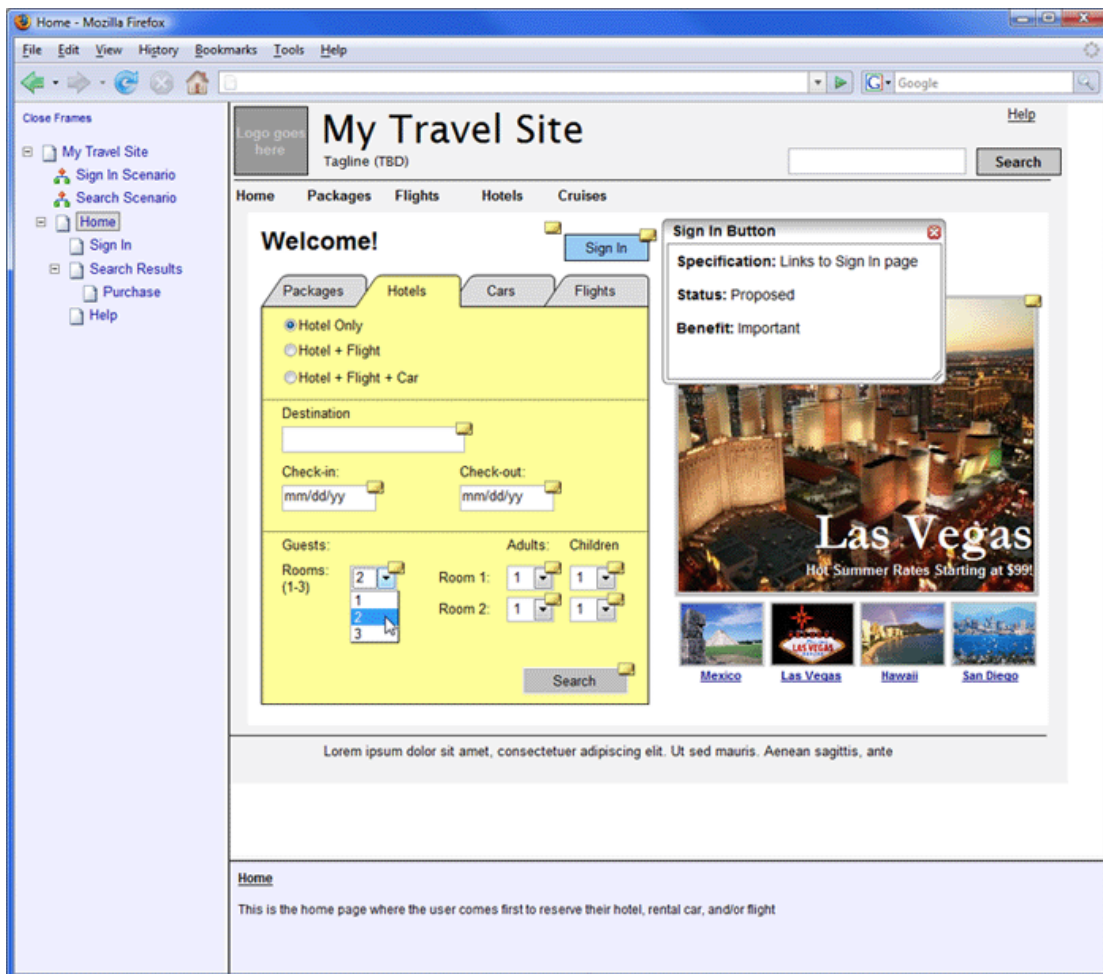 Home - Mozilla Firefox
File Edit View History Bookmarks Tools Help
G Google
Close Frames
My Travel Site
Sign In Scenario
Search Scenario
Home
Sign In
Search Results
Purchase
Help
Logo goes here
My Travel Site
Tagline (TBD)
Help
Search
Home Packages Flights Hotels Cruises
Welcome!
Sign In
Packages Hotels Cars Flights
Hotel Only
Hotel + Flight
Hotel + Flight + Car
Destination
Check-in: Check-out:
mm/dd/yy mm/dd/yy
Guests: Adults: Children
Rooms: 2 Room 1: 1 1
(1-3)
1
2 Room 2: 1 1
3
Search
Sign In Button
Specification: Links to Sign In page
Status: Proposed
Benefit: Important
Las Vegas
Hot Summer Rates Starting at $99!
LAS VEGAS
Mexico Las Vegas Hawaii San Diego
Lorem ipsum dolor sit amet, consectetuer adipiscing elit. Ut sed mauris. Aenean sagittis, ante
Home
This is the home page where the user comes first to reserve their hotel, rental car, and/or flight